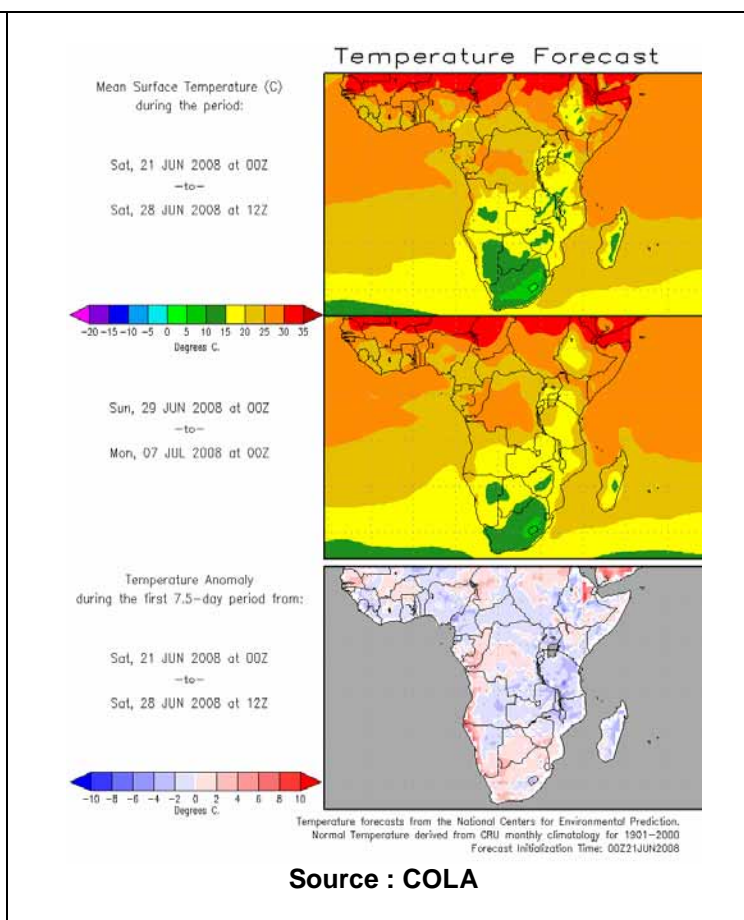 Temperature Forecast
Mean Surface Temperature (C)
during the period:
Sat, 21 JUN 2008 at 00Z
-to-
Sat, 28 JUN 2008 at 12Z
-20 -15 -10 -5 0 5 10 15 20 25 30 35
Degrees C.
Sun, 29 JUN 2008 at 00Z
-to-
Mon, 07 JUL 2008 at 00Z
Temperature Anomaly
during the first 7.5-day period from:
Sat, 21 JUN 2008 at 00Z
-to-
Sat, 28 JUN 2008 at 12Z
-10 -8 -6 -4 -2 0 2 4 6 8 10
Degrees C.
Temperature forecasts from the National Centers for Environmental Prediction.
Normal Temperature derived from CRU monthly climatology for 1901-2000
Forecast Initialization Time: 00Z21JUN2008
Source : COLA